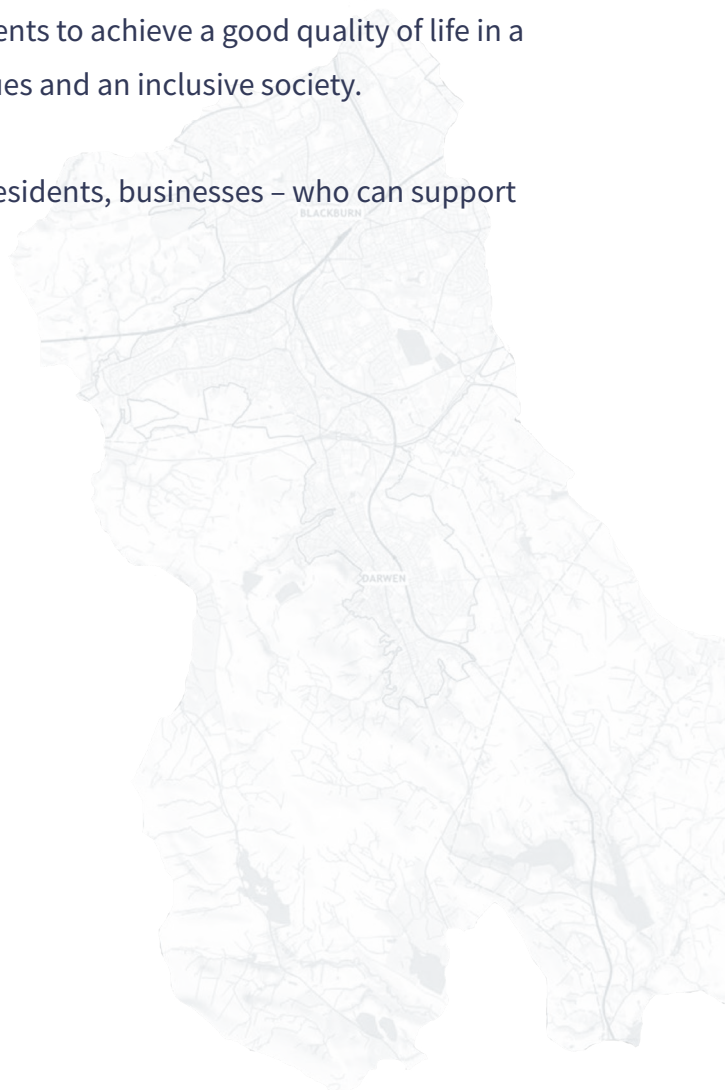 ents to achieve a good quality of life in a
ues and an inclusive society.
esidents, businesses – who can support
BLACKBURN
DARWEN